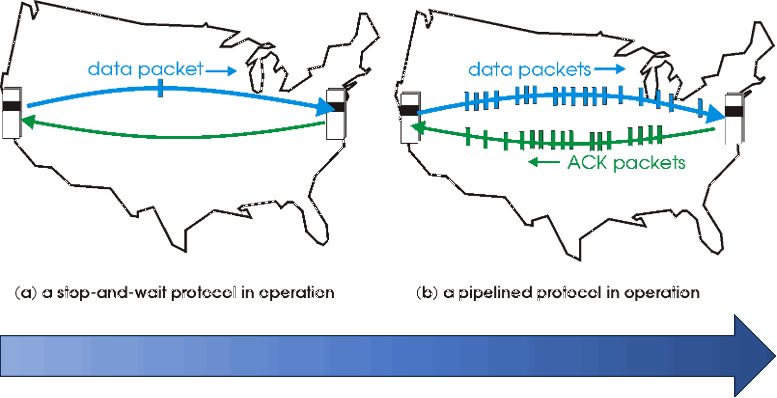 data packet
data packets
ACK packets
(a) a stop-and-wait protocol in operation
(b) a pipelined protocol in operation